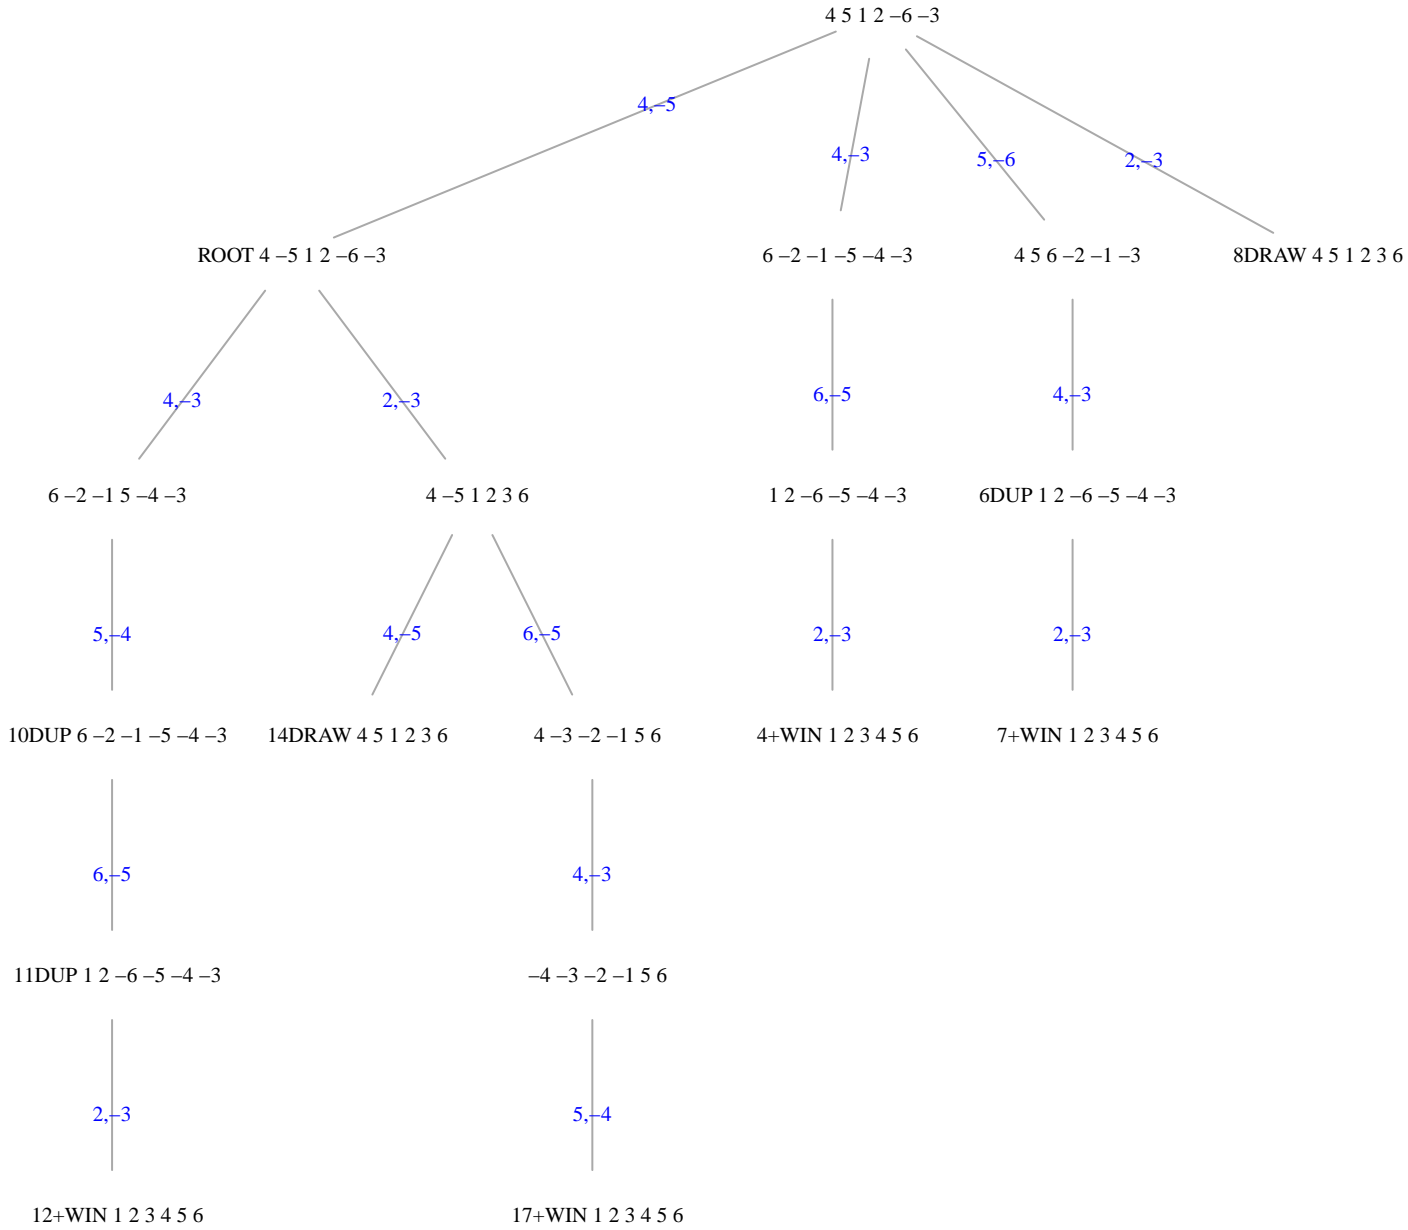 4 5 1 2 –6 –3
4,–5
4,–3
5,–6
2,–3
ROOT 4 –5 1 2 –6 –3
6 –2 –1 –5 –4 –3
4 5 6 –2 –1 –3
8DRAW 4 5 1 2 3 6
4,–3
2,–3
6,–5
4,–3
6 –2 –1 5 –4 –3
4 –5 1 2 3 6
1 2 –6 –5 –4 –3
6DUP 1 2 –6 –5 –4 –3
5,–4
4,–5
6,–5
2,–3
2,–3
10DUP 6 –2 –1 –5 –4 –3
14DRAW 4 5 1 2 3 6
4 –3 –2 –1 5 6
4+WIN 1 2 3 4 5 6
7+WIN 1 2 3 4 5 6
6,–5
4,–3
11DUP 1 2 –6 –5 –4 –3
–4 –3 –2 –1 5 6
2,–3
5,–4
12+WIN 1 2 3 4 5 6
17+WIN 1 2 3 4 5 6